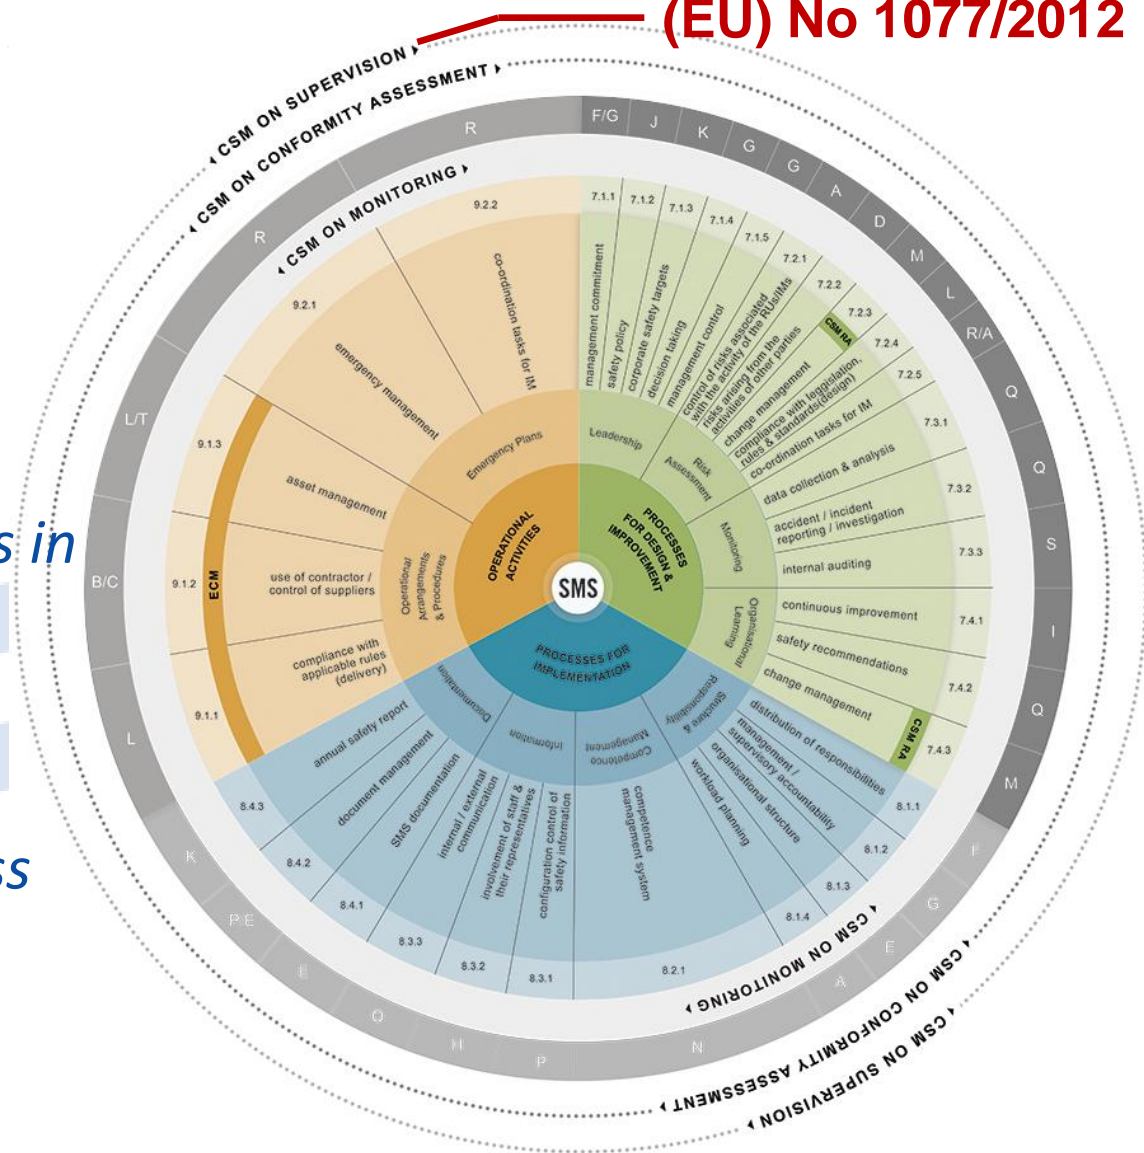 (EU) No 1077/2012
CSM ON SUPERVISION
CSM ON CONFORMITY ASSESSMENT
CSM ON MONITORING
F/G
J
K
G
G
A
D
M
L
R/A
Q
Q
S
I
Q
M
F
G
E
A
N
P
H
O
E
P E
K
L
B/C
L/T
R
R
7.1.1
7.1.2
7.1.3
7.1.4
7.1.5
7.2.1
7.2.2
7.2.3
7.2.4
7.2.5
7.3.1
7.3.2
7.3.3
7.4.1
7.4.2
7.4.3
8.1.1
8.1.2
8.1.3
8.1.4
8.2.1
8.3.1
8.3.2
8.3.3
8.4.1
8.4.2
8.4.3
9.1.1
9.1.2
9.1.3
9.2.1
9.2.2
management commitment
safety policy
corporate safety targets
decision taking
management control
control of risks associated
with the activity of the RUs/IMs
risks arising from the
activities of other parties
change management
CSM RA
compliance with leggislation,
rules & standards(design)
co-ordination tasks for IM
data collection & analysis
accident / incident
reporting / investigation
internal auditing
continuous improvement
safety recommendations
change management
CSM RA
distribution of responsibilities
management /
supervisory accountability
organisational structure
workload planning
competence
management system
configuration control of
safety information
involvement of staff &
their representatives
internal / external
communication
SMS documentation
document management
annual safety report
compliance with
applicable rules
(delivery)
use of contractor /
control of suppliers
asset management
ECM
emergency management
co-ordination tasks for IM
Leadership
Risk
Assessment
Monitoring
Organisational
Learning
Structure &
Responsibility
Competence
Management
Information
Documentation
Operational
Arrangements
& Procedures
Emergency Plans
OPERATIONAL
ACTIVITIES
PROCESSES
FOR DESIGN &
IMPROVEMENT
PROCESSES FOR
IMPLEMENTATION
SMS
CSM ON MONITORING
CSM ON CONFORMITY ASSESSMENT
CSM ON SUPERVISION
s in
ss